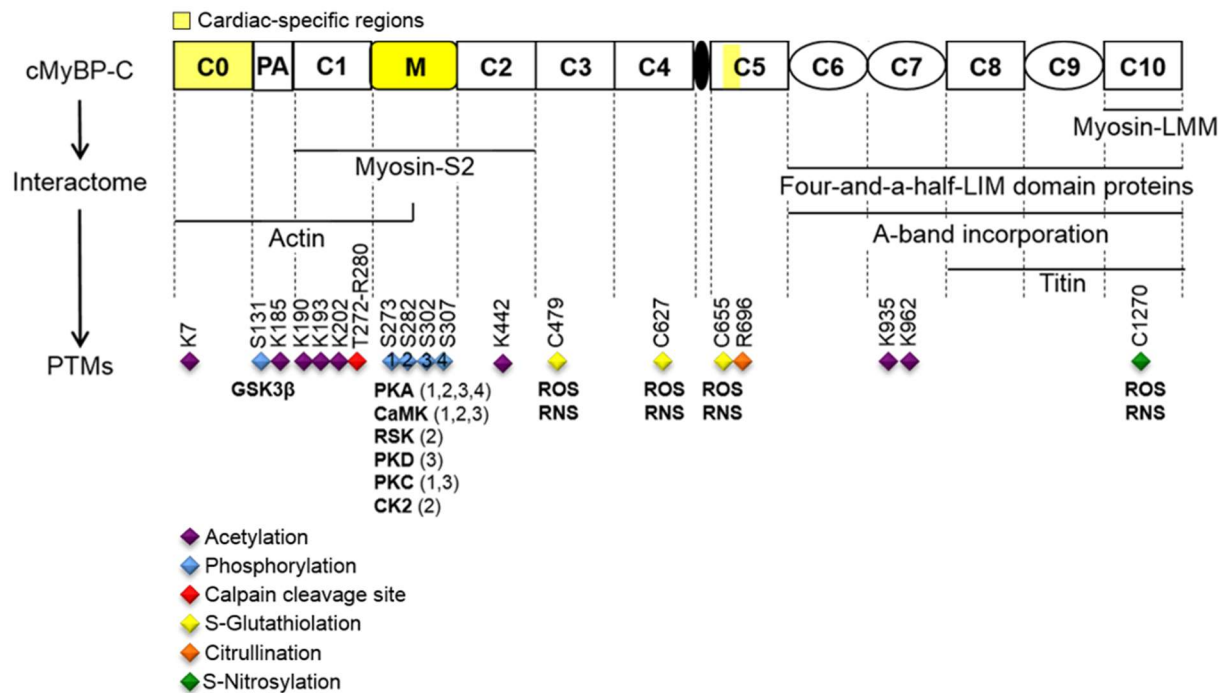 Cardiac-specific regions
cMyBP-C
C0 PA C1 M C2 C3 C4 C5 C6 C7 C8 C9 C10
Myosin-LMM
Myosin-S2
Interactome
Four-and-a-half-LIM domain proteins
Actin
A-band incorporation
Titin
K7 S131 K185 K190 K193 K202 T272-R280 S273 S282 S302 S307 K442 C479 C627 C655 R696 K935 K962 C1270
PTMs
1 2 3 4
GSK3β PKA (1,2,3,4) ROS ROS ROS ROS
CaMK (1,2,3) RNS RNS RNS RNS
RSK (2)
PKD (3)
PKC (1,3)
CK2 (2)
Acetylation
Phosphorylation
Calpain cleavage site
S-Glutathiolation
Citrullination
S-Nitrosylation